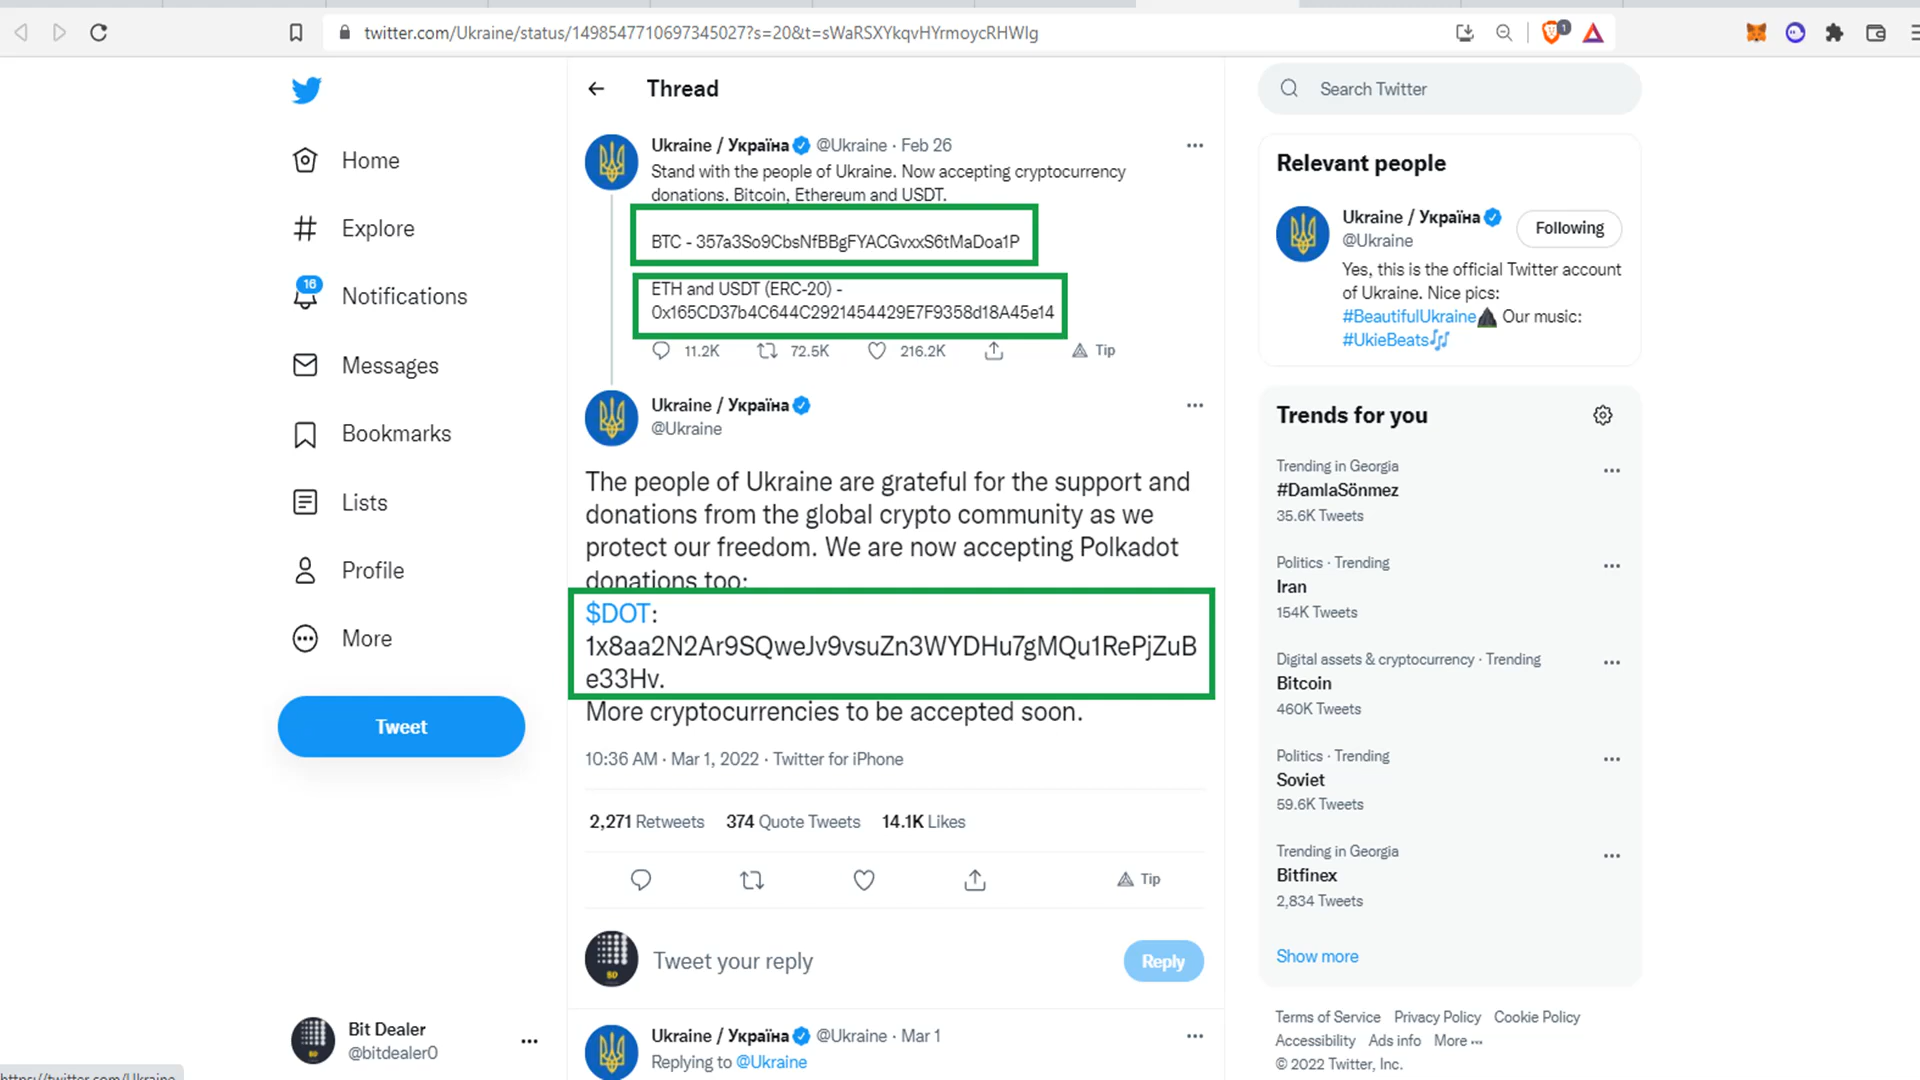 twitter.com/Ukraine/status/1498547710697345027?s=20&t=sWaRSXYkqvHYrmoycRHWIg
1
Home
Explore
16
Notifications
Messages
Bookmarks
Lists
Profile
More
Tweet
Bit Dealer
@bitdealer0
Thread
Ukraine / Україна @Ukraine · Feb 26
Stand with the people of Ukraine. Now accepting cryptocurrency
donations. Bitcoin, Ethereum and USDT.
BTC - 357a3So9CbsNfBBgFYACGvxxS6tMaDoa1P
ETH and USDT (ERC-20) -
0x165CD37b4C644C2921454429E7F9358d18A45e14
11.2K 72.5K 216.2K Tip
Ukraine / Україна
@Ukraine
The people of Ukraine are grateful for the support and
donations from the global crypto community as we
protect our freedom. We are now accepting Polkadot
donations too:
$DOT:
1x8aa2N2Ar9SQweJv9vsuZn3WYDHu7gMQu1RePjZuB
e33Hv.
More cryptocurrencies to be accepted soon.
10:36 AM · Mar 1, 2022 · Twitter for iPhone
2,271 Retweets 374 Quote Tweets 14.1K Likes
Tip
BD
Tweet your reply
Reply
Ukraine / Україна @Ukraine · Mar 1
Replying to @Ukraine
Search Twitter
Relevant people
Ukraine / Україна
@Ukraine
Following
Yes, this is the official Twitter account
of Ukraine. Nice pics:
#BeautifulUkraine Our music:
#UkieBeats
Trends for you
Trending in Georgia
#DamlaSönmez
35.6K Tweets
Politics · Trending
Iran
154K Tweets
Digital assets & cryptocurrency · Trending
Bitcoin
460K Tweets
Politics · Trending
Soviet
59.6K Tweets
Trending in Georgia
Bitfinex
2,834 Tweets
Show more
Terms of Service Privacy Policy Cookie Policy
Accessibility Ads info More
© 2022 Twitter, Inc.
https://twitter.com/Ukraine